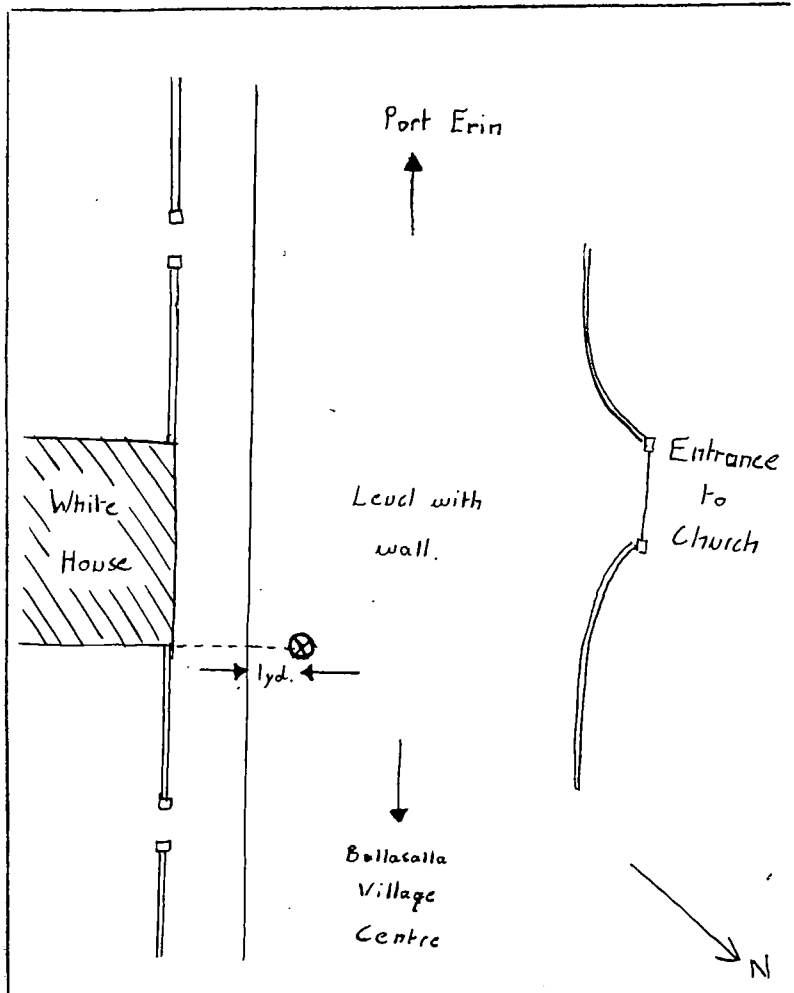 Port Erin
White
House
Level with
wall.
Entrance
to
Church
1yd.
Ballasalla
Village
Centre
N